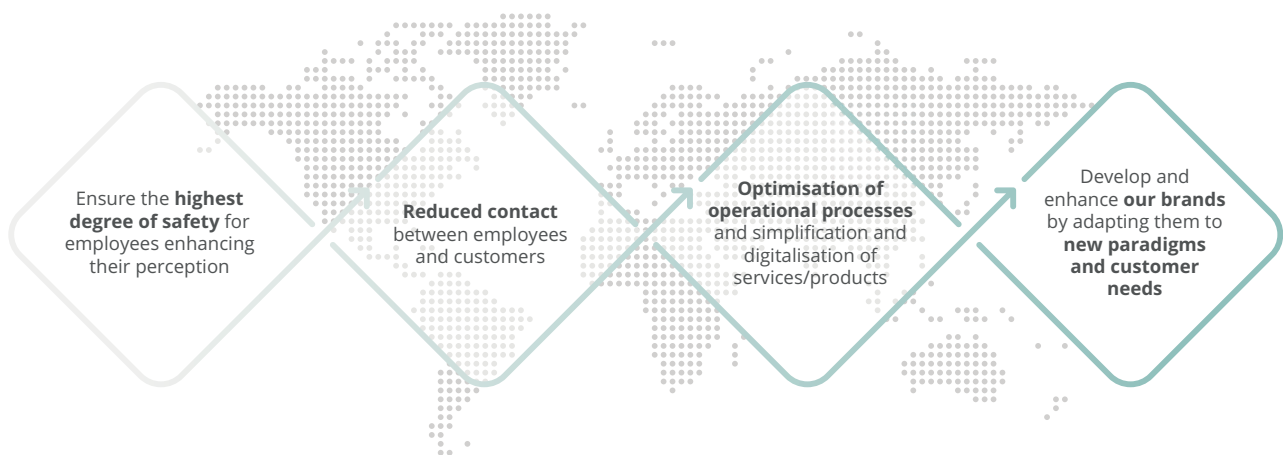 Ensure the highest
degree of safety for
employees enhancing
their perception
Reduced contact
between employees
and customers
Optimisation of
operational processes
and simplification and
digitalisation of
services/products
Develop and
enhance our brands
by adapting them to
new paradigms
and customer
needs